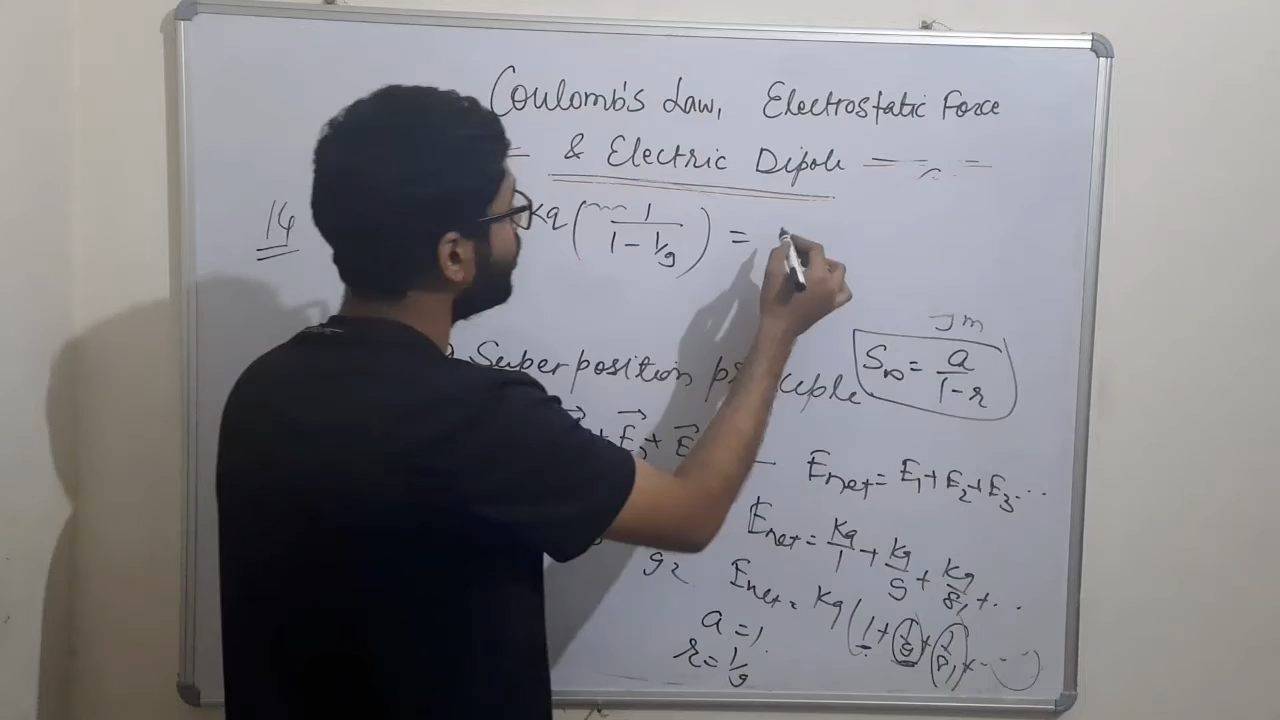 Coulomb's Law, Electrostatic Force
& Electric Dipole
14
Kq ( 1 / 1 - 1/9 ) =
Superposition principle
S∞ = a / 1 - r
E3 + E
Enet = E1 + E2 + E3 ...
Enet = Kq/1 + Kq/9 + Kq/81 + ...
Enet = Kq ( 1 + 1/9 + 1/81 + ... )
a = 1
r = 1/9